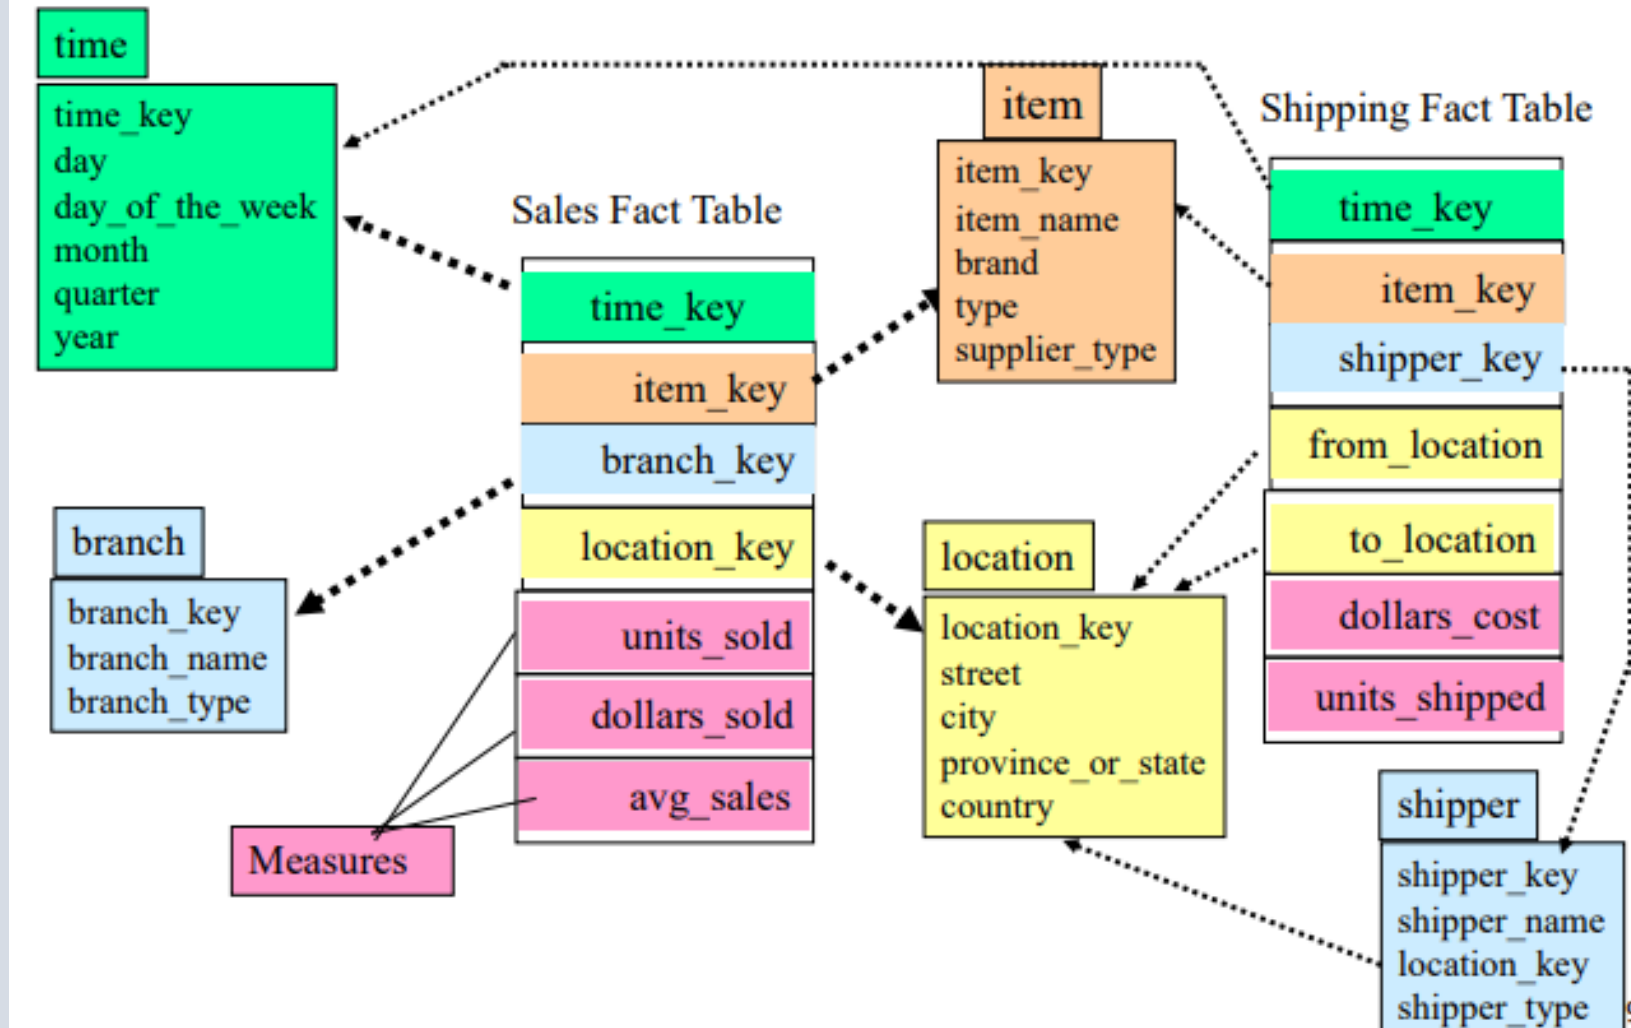 time
time_key
day
day_of_the_week
month
quarter
year
Sales Fact Table
time_key
item_key
branch_key
location_key
units_sold
dollars_sold
avg_sales
Measures
branch
branch_key
branch_name
branch_type
item
item_key
item_name
brand
type
supplier_type
location
location_key
street
city
province_or_state
country
Shipping Fact Table
time_key
item_key
shipper_key
from_location
to_location
dollars_cost
units_shipped
shipper
shipper_key
shipper_name
location_key
shipper_type